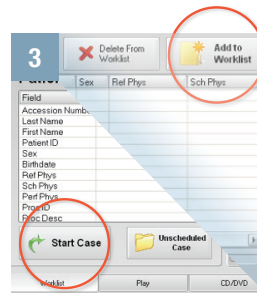 3
Delete From
Worklist
Add to
Worklist
Sex Ref Phys Sch Phys
Field
Accession Numbe
Last Name
First Name
Patient ID
Sex
Birthdate
Ref Phys
Sch Phys
Perf Phys
Proc ID
Proc Desc
Start Case
Unscheduled
Case
Worklist Play CD/DVD